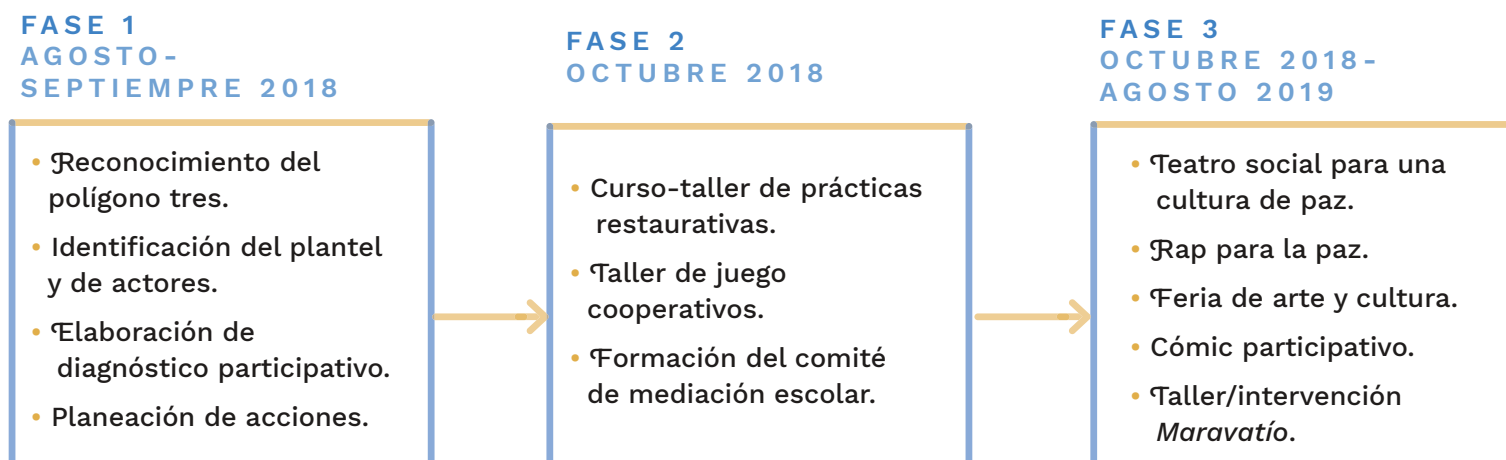 FASE 1
AGOSTO-
SEPTIEMPRE 2018
• Reconocimiento del
polígono tres.
• Identificación del plantel
y de actores.
• Elaboración de
diagnóstico participativo.
• Planeación de acciones.
FASE 2
OCTUBRE 2018
• Curso-taller de prácticas
restaurativas.
• Taller de juego
cooperativos.
• Formación del comité
de mediación escolar.
FASE 3
OCTUBRE 2018-
AGOSTO 2019
• Teatro social para una
cultura de paz.
• Rap para la paz.
• Feria de arte y cultura.
• Cómic participativo.
• Taller/intervención
Maravatío.